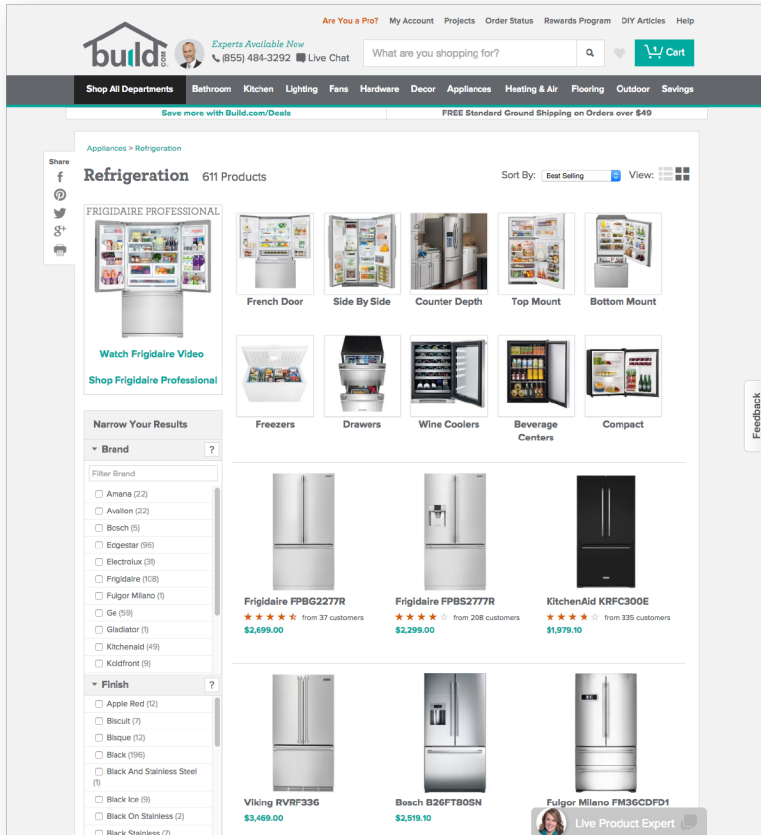 Are You a Pro? My Account Projects Order Status Rewards Program DIY Articles Help
build.com
Experts Available Now
(855) 484-3292 Live Chat
What are you shopping for?
Cart
Shop All Departments Bathroom Kitchen Lighting Fans Hardware Decor Appliances Heating & Air Flooring Outdoor Savings
Save more with Build.com/Deals FREE Standard Ground Shipping on Orders over $49
Appliances > Refrigeration
Share
Refrigeration 611 Products
Sort By: Best Selling View:
FRIGIDAIRE PROFESSIONAL
Watch Frigidaire Video
Shop Frigidaire Professional
French Door Side By Side Counter Depth Top Mount Bottom Mount
Freezers Drawers Wine Coolers Beverage Centers Compact
Feedback
Narrow Your Results
Brand ?
Filter Brand
Amana (22)
Avallon (22)
Bosch (5)
Edgestar (96)
Electrolux (31)
Frigidaire (108)
Fulgor Milano (1)
Ge (59)
Gladiator (1)
Kitchenaid (49)
Koldfront (9)
Finish ?
Apple Red (12)
Biscuit (7)
Bisque (12)
Black (196)
Black And Stainless Steel
(1)
Black Ice (9)
Black On Stainless (2)
Black Stainless (7)
Frigidaire FPBG2277R
from 37 customers
$2,699.00
Frigidaire FPBS2777R
from 208 customers
$2,299.00
KitchenAid KRFC300E
from 335 customers
$1,979.10
Viking RVRF336
$3,469.00
Bosch B26FT80SN
$2,519.10
Fulgor Milano FM36CDFD1
Live Product Expert